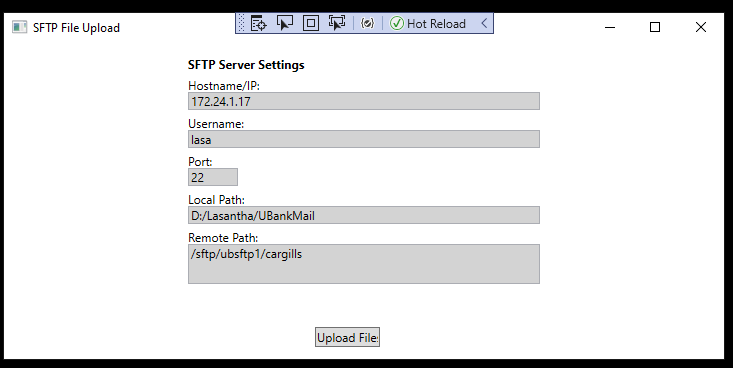 SFTP File Upload
Hot Reload
SFTP Server Settings
Hostname/IP:
172.24.1.17
Username:
lasa
Port:
22
Local Path:
D:/Lasantha/UBankMail
Remote Path:
/sftp/ubsftp1/cargills
Upload Files